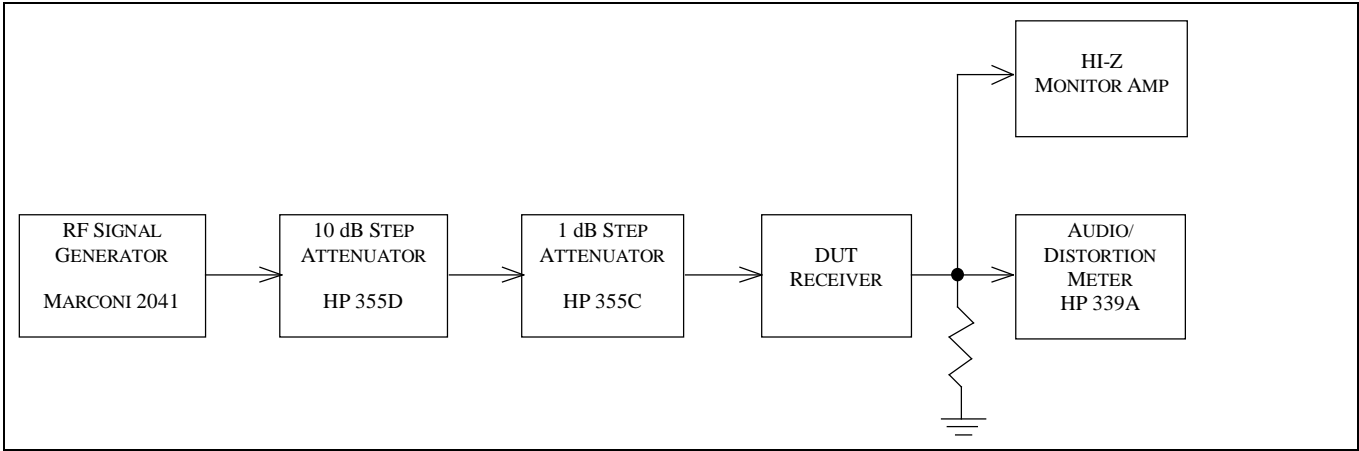 HI-Z
MONITOR AMP
RF SIGNAL
GENERATOR
MARCONI 2041
10 dB STEP
ATTENUATOR
HP 355D
1 dB STEP
ATTENUATOR
HP 355C
DUT
RECEIVER
AUDIO/
DISTORTION
METER
HP 339A